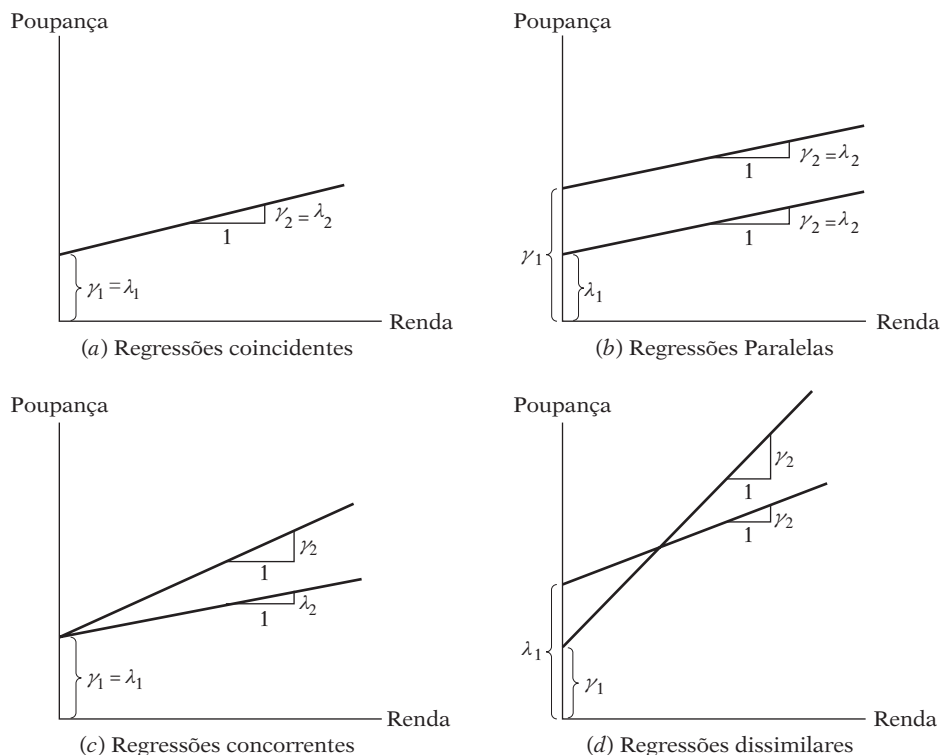 Poupança
γ2 = λ2
1
γ1 = λ1
Renda
(a) Regressões coincidentes
Poupança
γ2 = λ2
1
γ2 = λ2
1
γ1
λ1
Renda
(b) Regressões Paralelas
Poupança
γ2
1
λ2
1
γ1 = λ1
Renda
(c) Regressões concorrentes
Poupança
γ2
1
γ2
1
λ1
γ1
Renda
(d) Regressões dissimilares